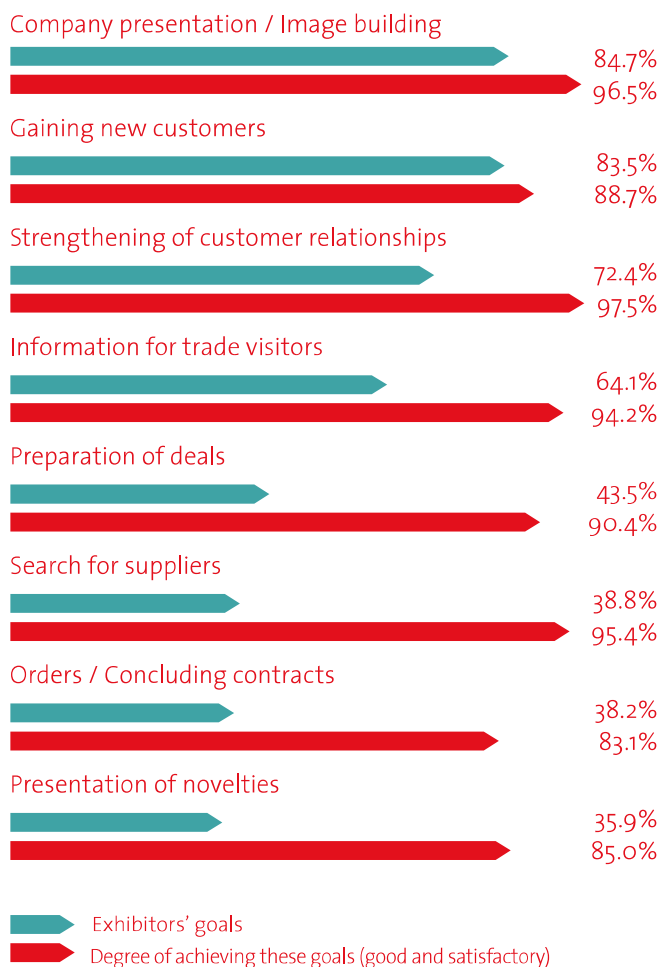 Company presentation / Image building
84.7%
96.5%
Gaining new customers
83.5%
88.7%
Strengthening of customer relationships
72.4%
97.5%
Information for trade visitors
64.1%
94.2%
Preparation of deals
43.5%
90.4%
Search for suppliers
38.8%
95.4%
Orders / Concluding contracts
38.2%
83.1%
Presentation of novelties
35.9%
85.0%
Exhibitors’ goals
Degree of achieving these goals (good and satisfactory)